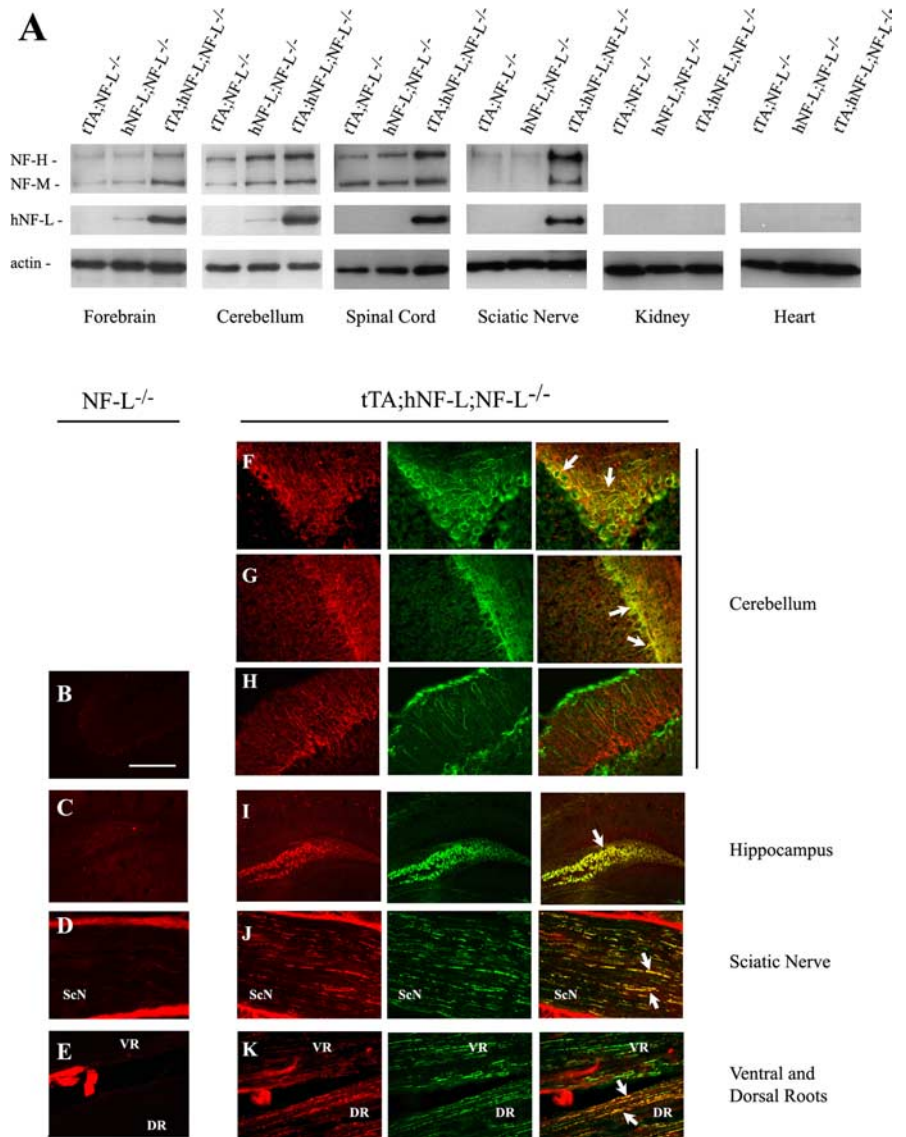 A
tTA;NF-L-/- hNF-L;NF-L-/- tTA;hNF-L;NF-L-/- tTA;NF-L-/- hNF-L;NF-L-/- tTA;hNF-L;NF-L-/- tTA;NF-L-/- hNF-L;NF-L-/- tTA;hNF-L;NF-L-/- tTA;NF-L-/- hNF-L;NF-L-/- tTA;hNF-L;NF-L-/- tTA;NF-L-/- hNF-L;NF-L-/- tTA;hNF-L;NF-L-/- tTA;NF-L-/- hNF-L;NF-L-/- tTA;hNF-L;NF-L-/-
NF-H -
NF-M -
hNF-L -
actin -
Forebrain Cerebellum Spinal Cord Sciatic Nerve Kidney Heart
NF-L-/- tTA;hNF-L;NF-L-/-
F
G
Cerebellum
B H
C I
Hippocampus
D J
Sciatic Nerve
ScN ScN ScN
E VR K VR VR
Ventral and
Dorsal Roots
DR DR DR